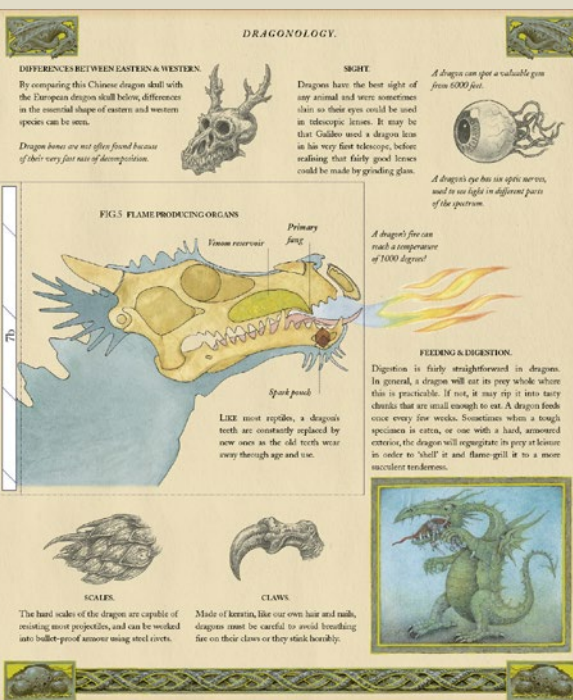 DRAGONOLOGY.
DIFFERENCES BETWEEN EASTERN & WESTERN.
By comparing this Chinese dragon skull with
the European dragon skull below, differences
in the essential shape of eastern and western
species can be seen.
Dragon bones are not often found because
of their very fast rate of decomposition.
SIGHT.
Dragons have the best sight of
any animal and were sometimes
slain so their eyes could be used
in telescopic lenses. It may be
that Galileo used a dragon lens
in his very first telescope, before
realising that fairly good lenses
could be made by grinding glass.
A dragon can spot a valuable gem
from 6000 feet.
A dragon's eye has six optic nerves,
used to see light in different parts
of the spectrum.
FIG.5 FLAME PRODUCING ORGANS
Venom reservoir
Primary
fang
Spark pouch
A dragon's fire can
reach a temperature
of 1000 degrees!
7b
LIKE most reptiles, a dragon's
teeth are constantly replaced by
new ones as the old teeth wear
away through age and use.
FEEDING & DIGESTION.
Digestion is fairly straightforward in dragons.
In general, a dragon will eat its prey whole where
this is practicable. If not, it may rip it into tasty
chunks that are small enough to eat. A dragon feeds
once every few weeks. Sometimes when a tough
specimen is eaten, or one with a hard, armoured
exterior, the dragon will regurgitate its prey at leisure
in order to 'shell' it and flame-grill it to a more
succulent tenderness.
SCALES.
The hard scales of the dragon are capable of
resisting most projectiles, and can be worked
into bullet-proof armour using steel rivets.
CLAWS.
Made of keratin, like our own hair and nails,
dragons must be careful to avoid breathing
fire on their claws or they stink horribly.